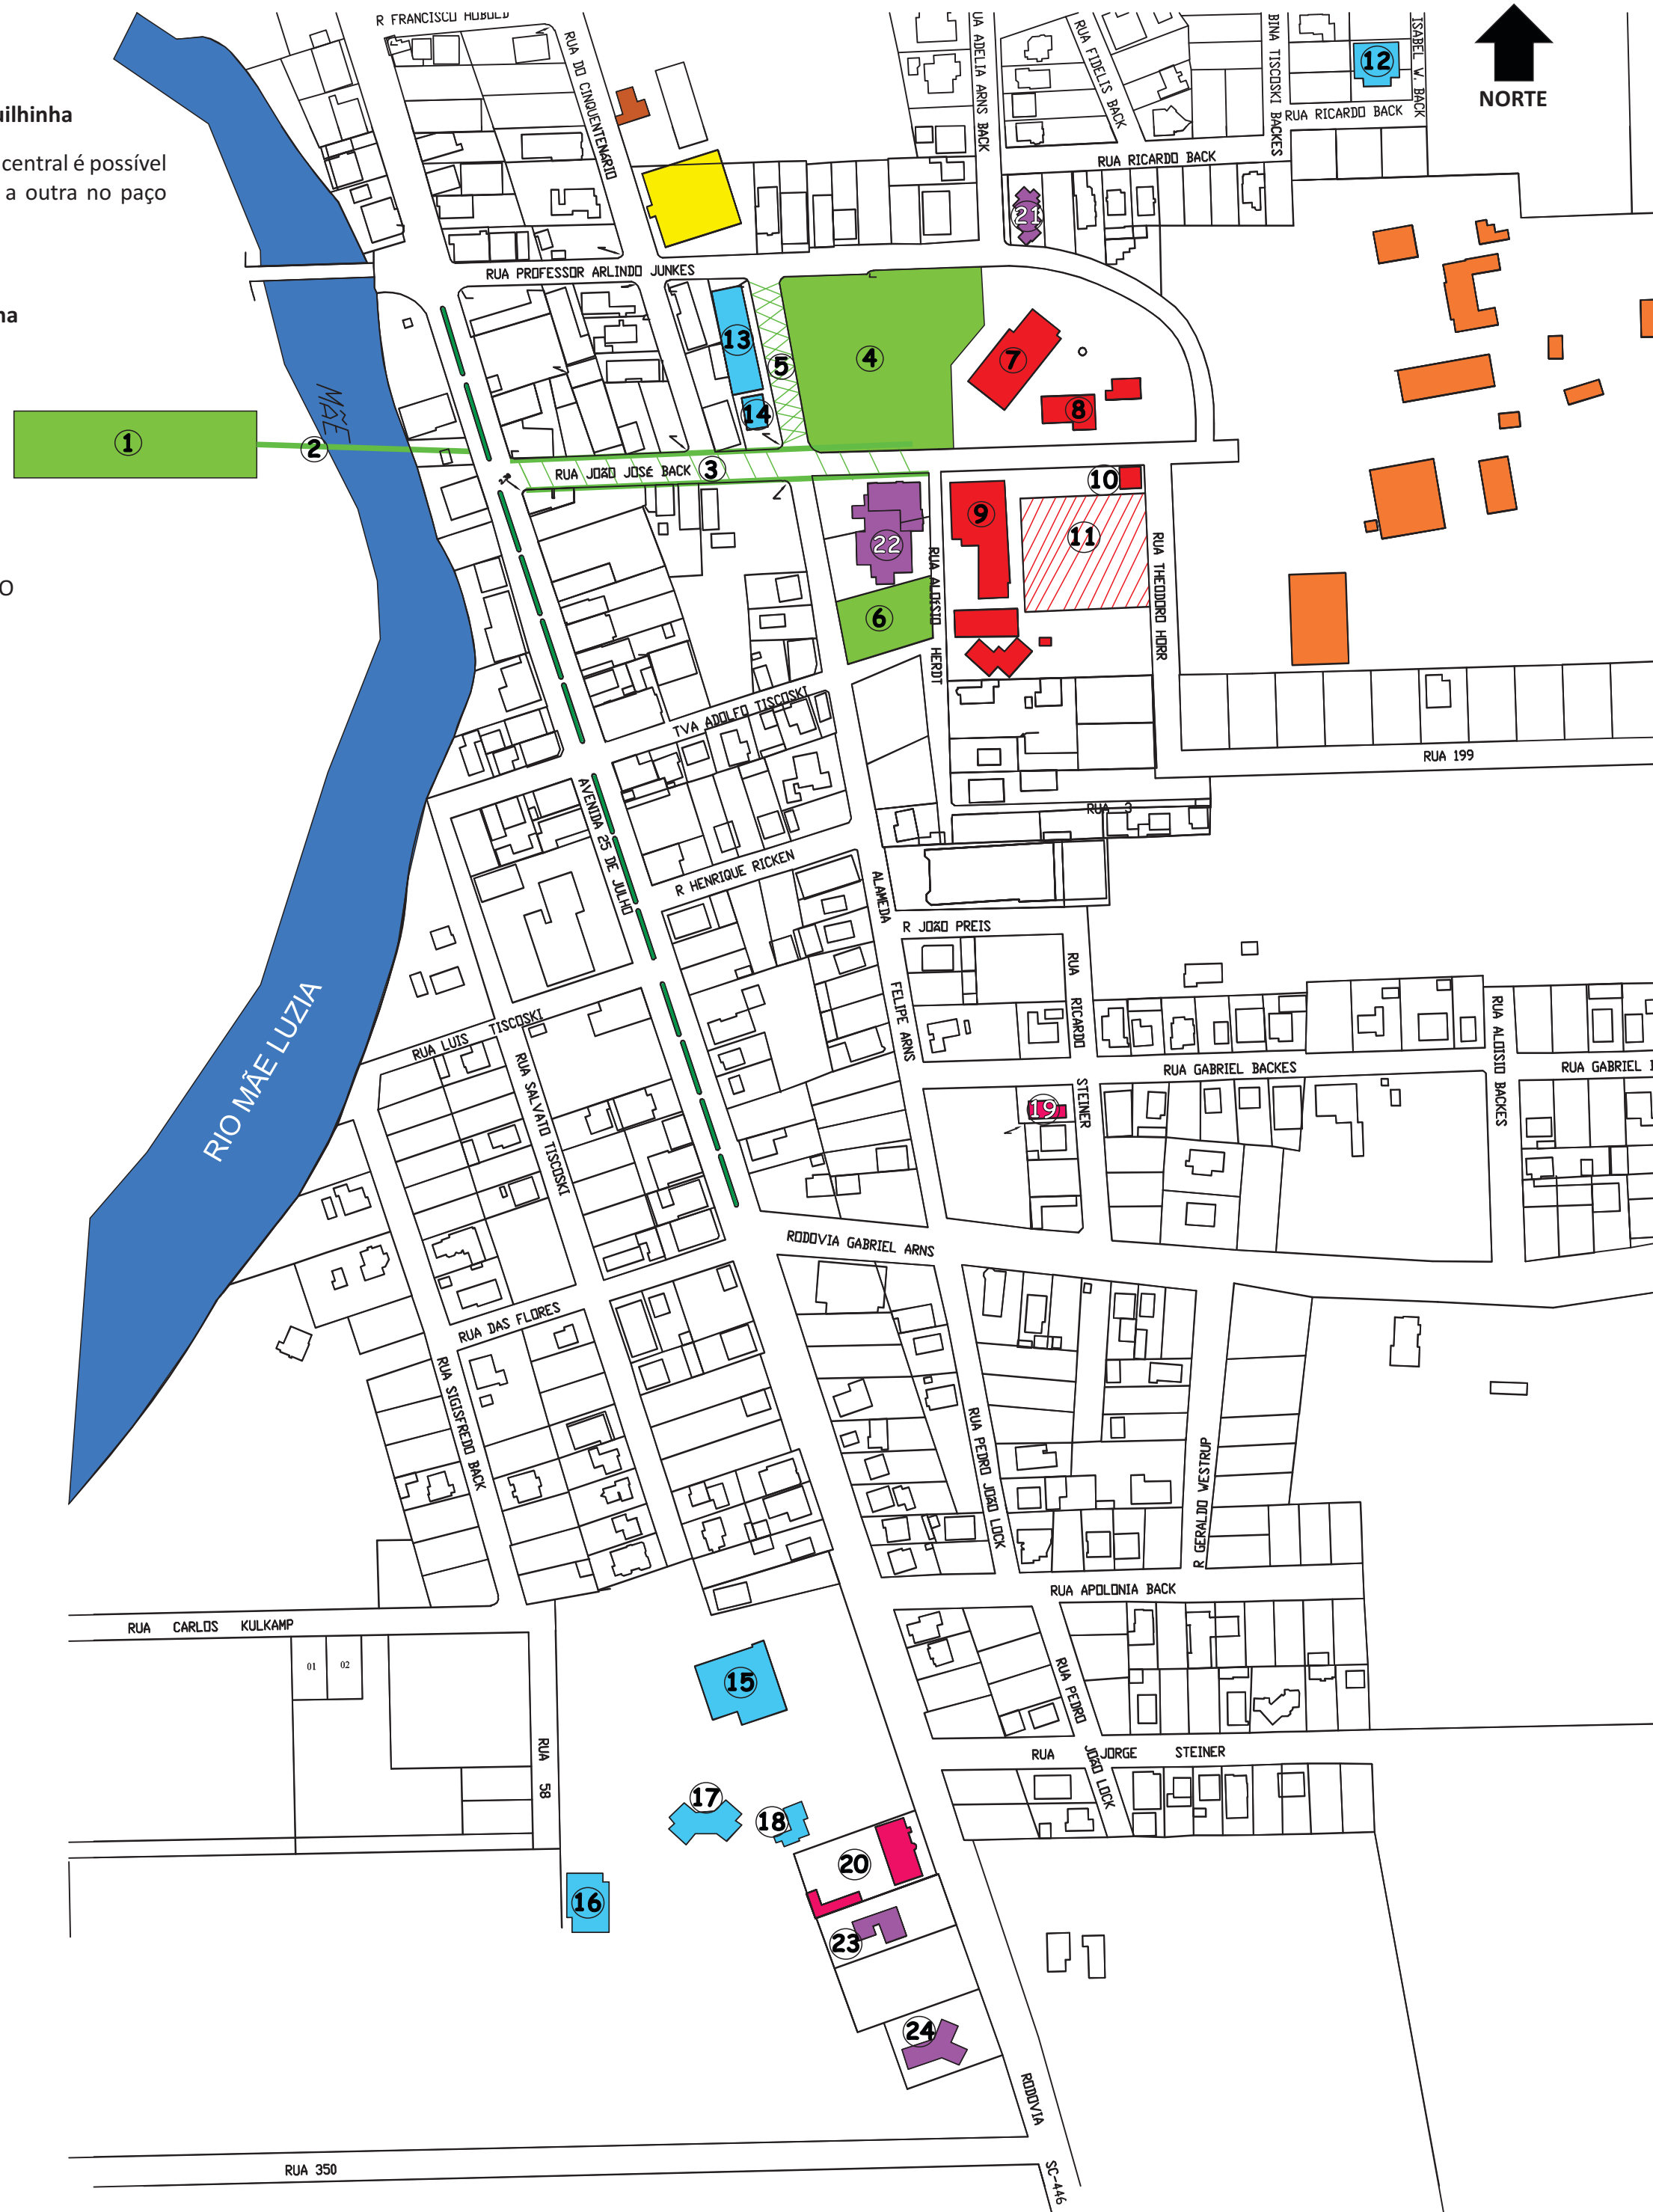 uilhinha
central é possível
a outra no paço
na
O
NORTE
R FRANCISCO HOBOLD
RUA DO CINQUENTENÁRIO
UA ADELIA ARNS BACK
RUA FIDELIS BACK
BINA TISCOSKI BACKES
ISABEL W. BACK
12
RUA RICARDO BACK
RUA RICARDO BACK
21
RUA PROFESSOR ARLINDO JUNKES
13
5
4
7
14
8
MÃE
1
2
RUA JOÃO JOSÉ BACK
3
10
9
11
22
RUA ALOÍSIO
HERDT
RUA THEODORO HORR
6
TVA ADOLFO TISCOSKI
RUA 199
AVENIDA 25 DE JULHO
RUA 3
R HENRIQUE RICKEN
ALAMEDA
FELIPE ARNS
R JOÃO PREIS
RUA
RICARDO
STEINER
RIO MÃE LUZIA
RUA LUIS
TISCOSKI
RUA SALVATO TISCOSKI
RUA GABRIEL BACKES
RUA ALOISIO BACKES
RUA GABRIEL
19
RODOVIA GABRIEL ARNS
RUA DAS FLORES
RUA SIGISFREDO BACK
RUA PEDRO JOÃO LOCK
R GERALDO WESTRUP
RUA APOLONIA BACK
RUA CARLOS KULKAMP
01
02
15
RUA PEDRO
JOÃO LOCK
RUA JORGE STEINER
RUA 58
17
18
20
16
23
24
RODOVIA
SC-446
RUA 350